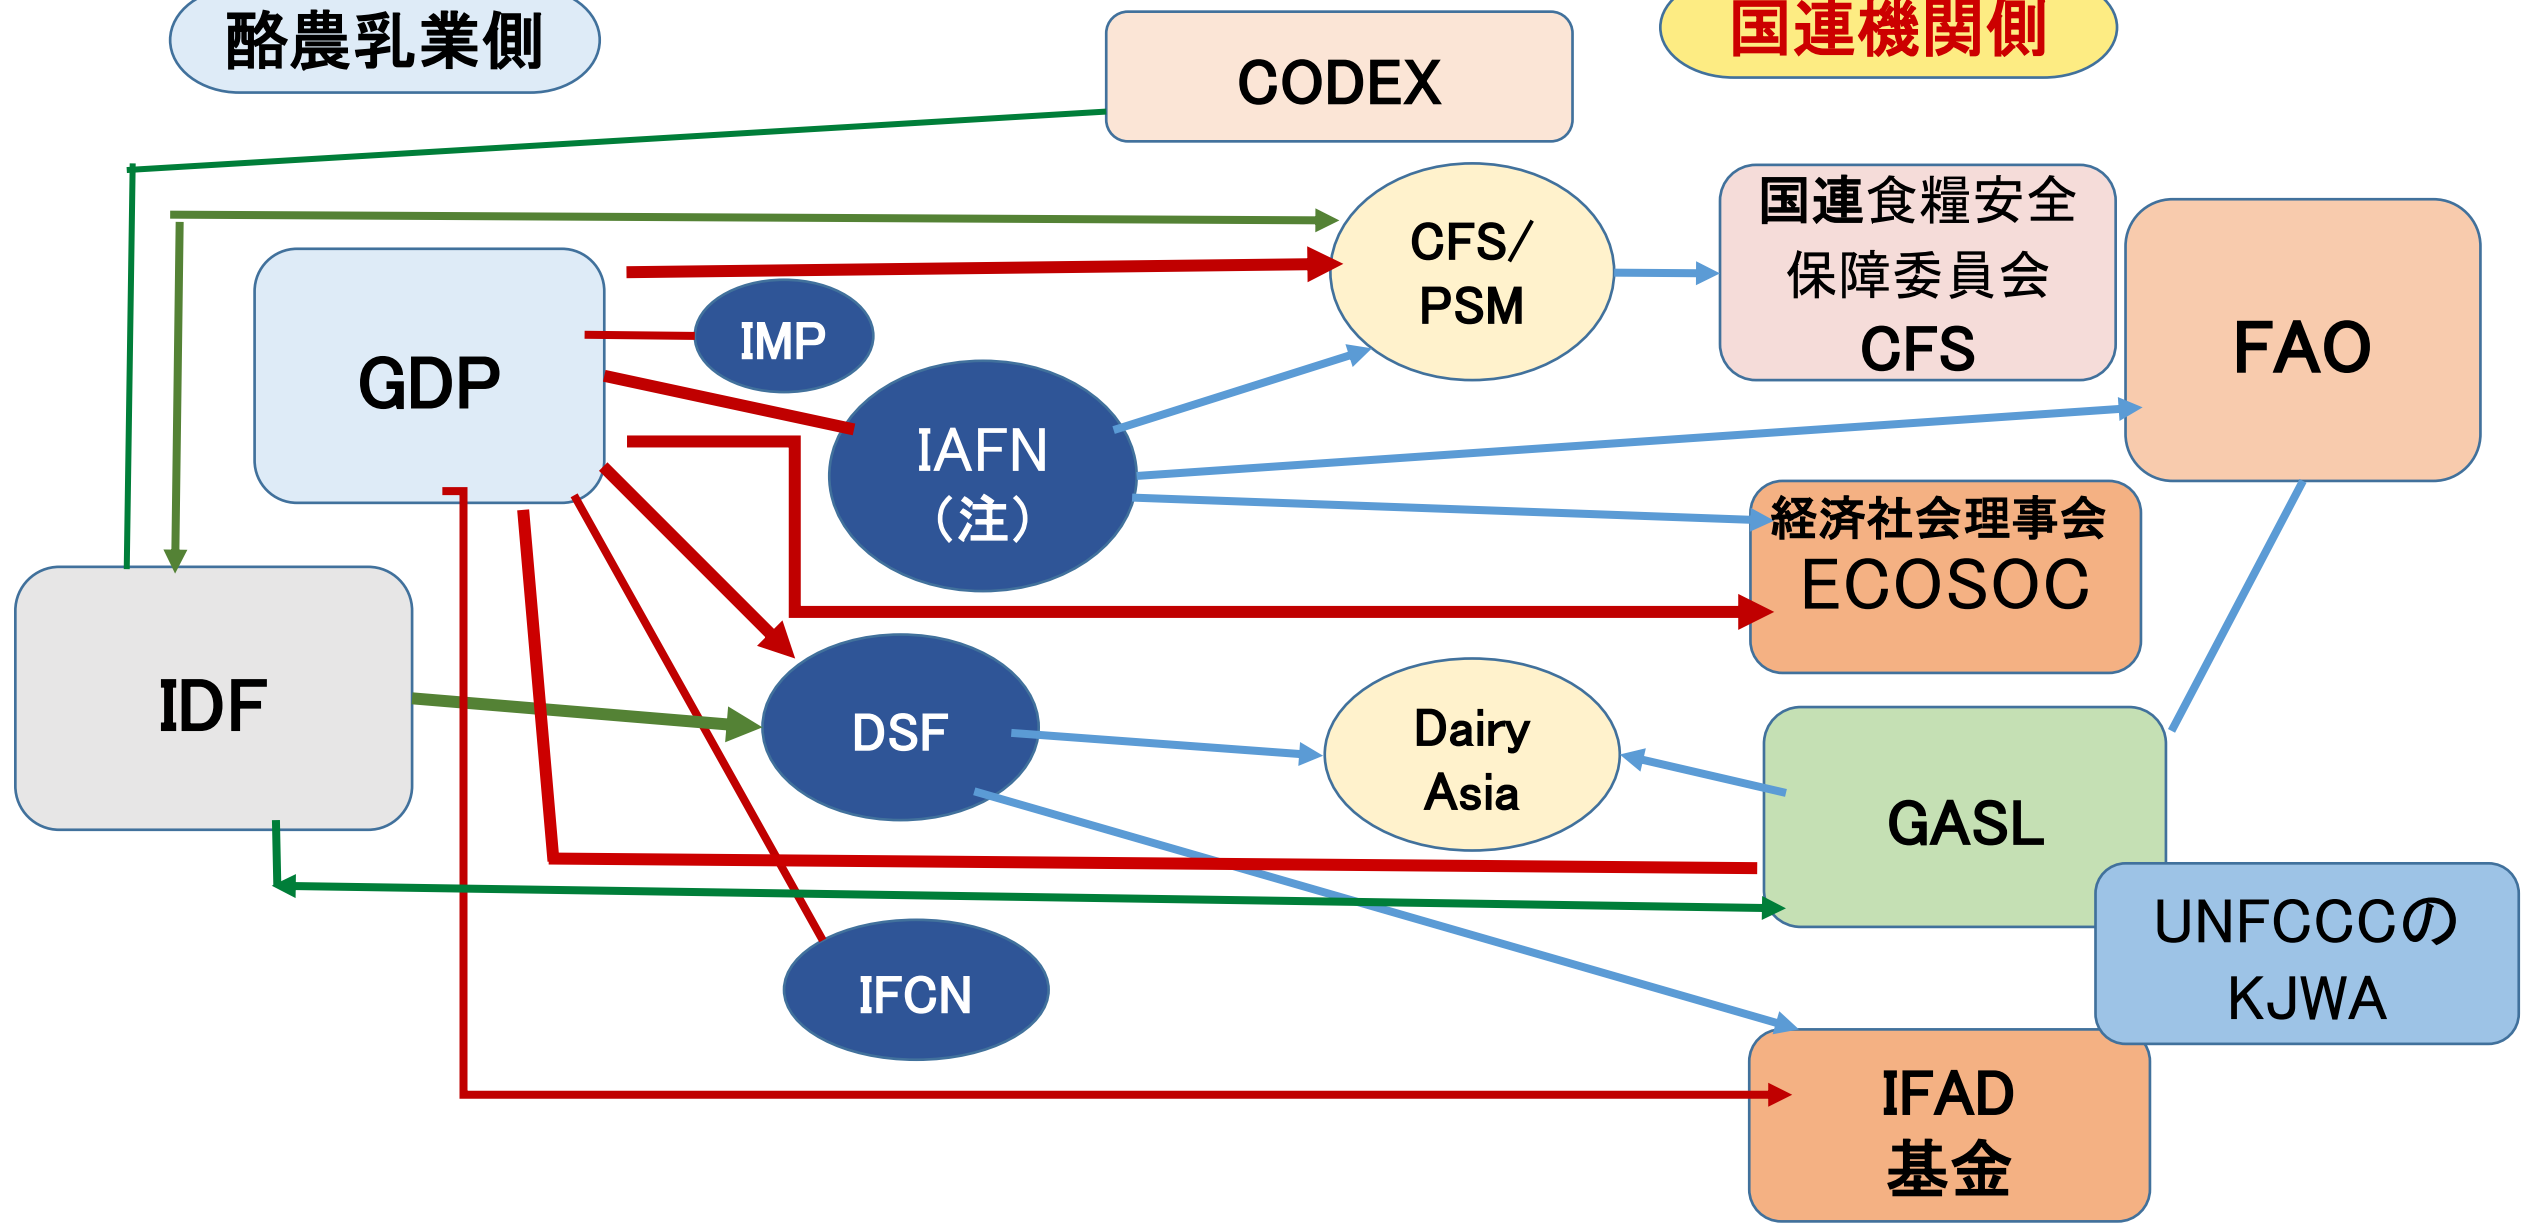 酪農乳業側
国連機関側
CODEX
国連食糧安全
保障委員会
CFS
CFS/
PSM
FAO
IMP
GDP
IAFN
（注）
経済社会理事会
ECOSOC
IDF
DSF
Dairy
Asia
GASL
UNFCCCの
KJWA
IFCN
IFAD
基金